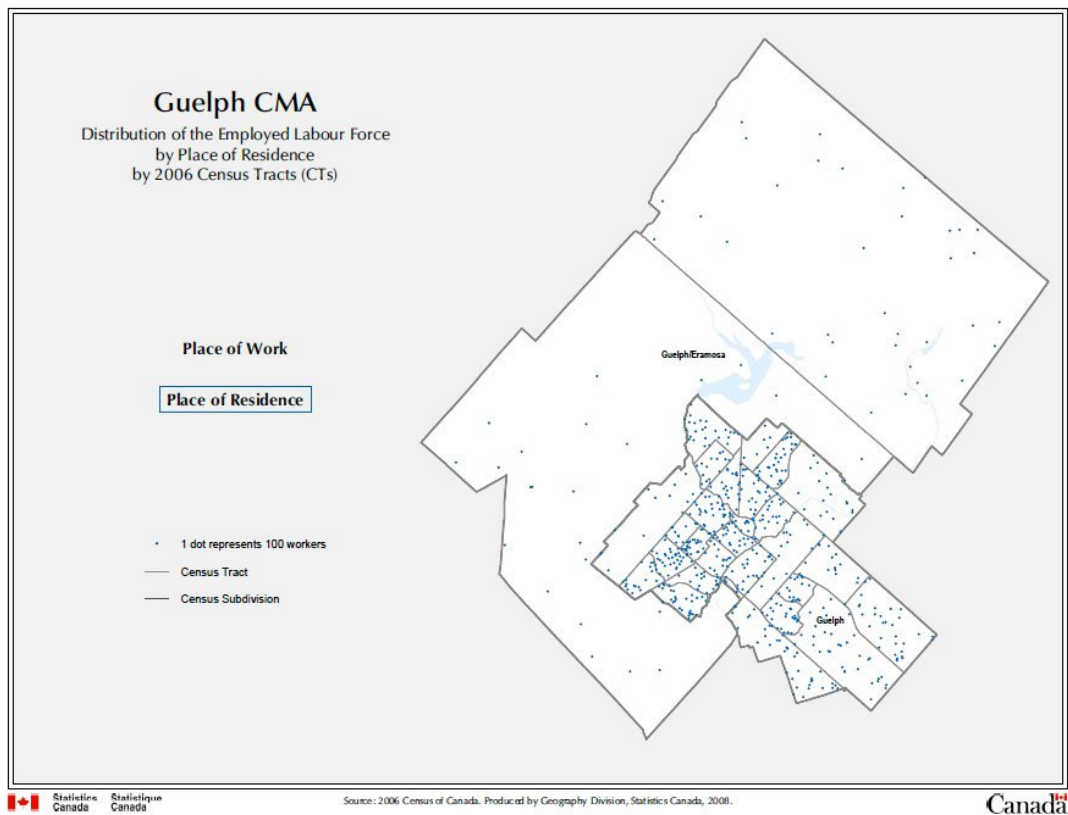 Guelph CMA
Distribution of the Employed Labour Force
by Place of Residence
by 2006 Census Tracts (CTs)
Place of Work
Guelph/Eramosa
Place of Residence
1 dot represents 100 workers
Census Tract
Census Subdivision
Guelph
Statistics Statistique
Canada Canada
Source: 2006 Census of Canada. Produced by Geography Division, Statistics Canada, 2008.
Canada